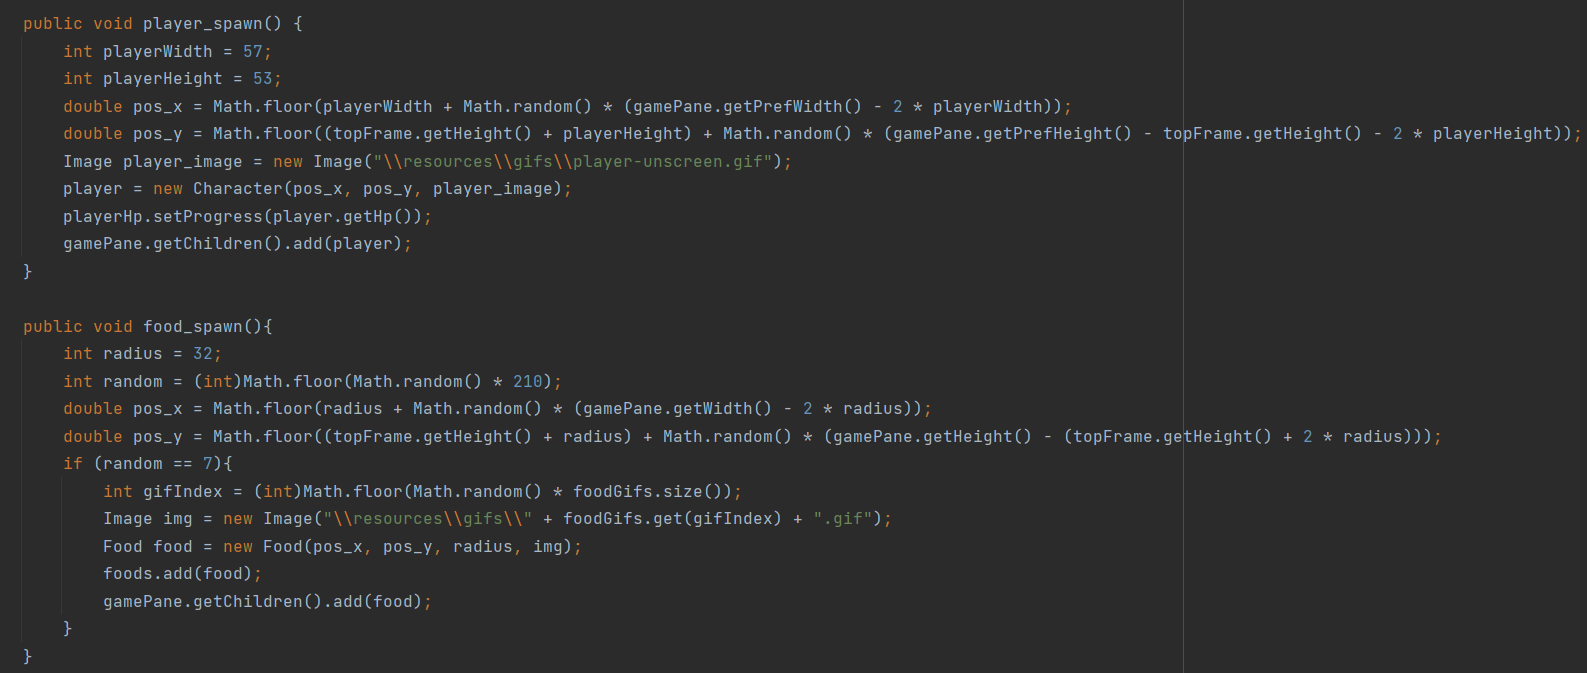 public void player_spawn() {
    int playerWidth = 57;
    int playerHeight = 53;
    double pos_x = Math.floor(playerWidth + Math.random() * (gamePane.getPrefWidth() - 2 * playerWidth));
    double pos_y = Math.floor((topFrame.getHeight() + playerHeight) + Math.random() * (gamePane.getPrefHeight() - topFrame.getHeight() - 2 * playerHeight));
    Image player_image = new Image("\\resources\\gifs\\player-unscreen.gif");
    player = new Character(pos_x, pos_y, player_image);
    playerHp.setProgress(player.getHp());
    gamePane.getChildren().add(player);
}

public void food_spawn(){
    int radius = 32;
    int random = (int)Math.floor(Math.random() * 210);
    double pos_x = Math.floor(radius + Math.random() * (gamePane.getWidth() - 2 * radius));
    double pos_y = Math.floor((topFrame.getHeight() + radius) + Math.random() * (gamePane.getHeight() - (topFrame.getHeight() + 2 * radius)));
    if (random == 7){
        int gifIndex = (int)Math.floor(Math.random() * foodGifs.size());
        Image img = new Image("\\resources\\gifs\\" + foodGifs.get(gifIndex) + ".gif");
        Food food = new Food(pos_x, pos_y, radius, img);
        foods.add(food);
        gamePane.getChildren().add(food);
    }
}